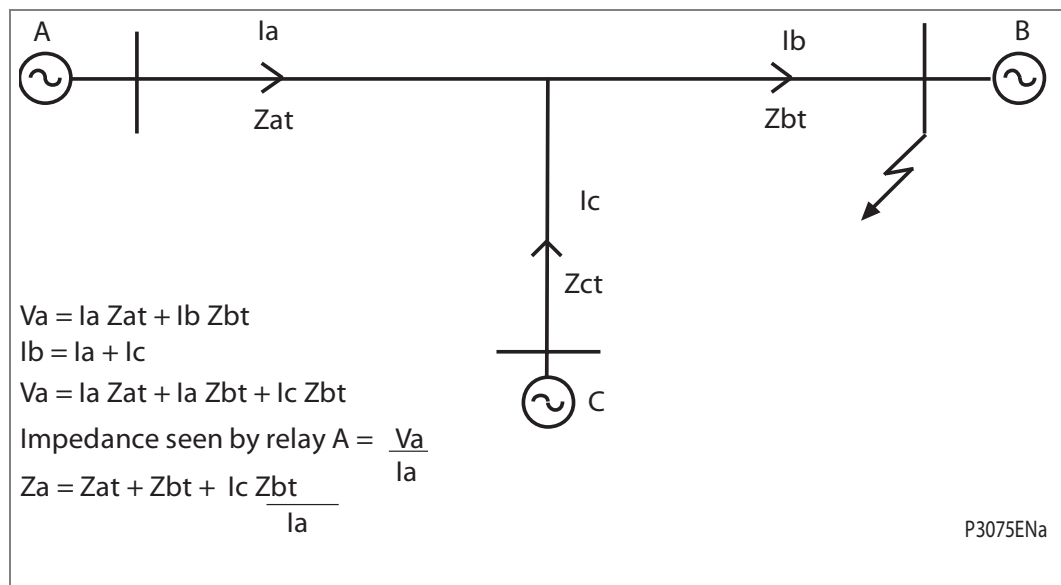 A
Ia
Ib
B
Zat
Zbt
Ic
Zct
C
Va = Ia Zat + Ib Zbt
Ib = Ia + Ic
Va = Ia Zat + Ia Zbt + Ic Zbt
Impedance seen by relay A = Va
Ia
Za = Zat + Zbt + Ic Zbt
Ia
P3075ENa